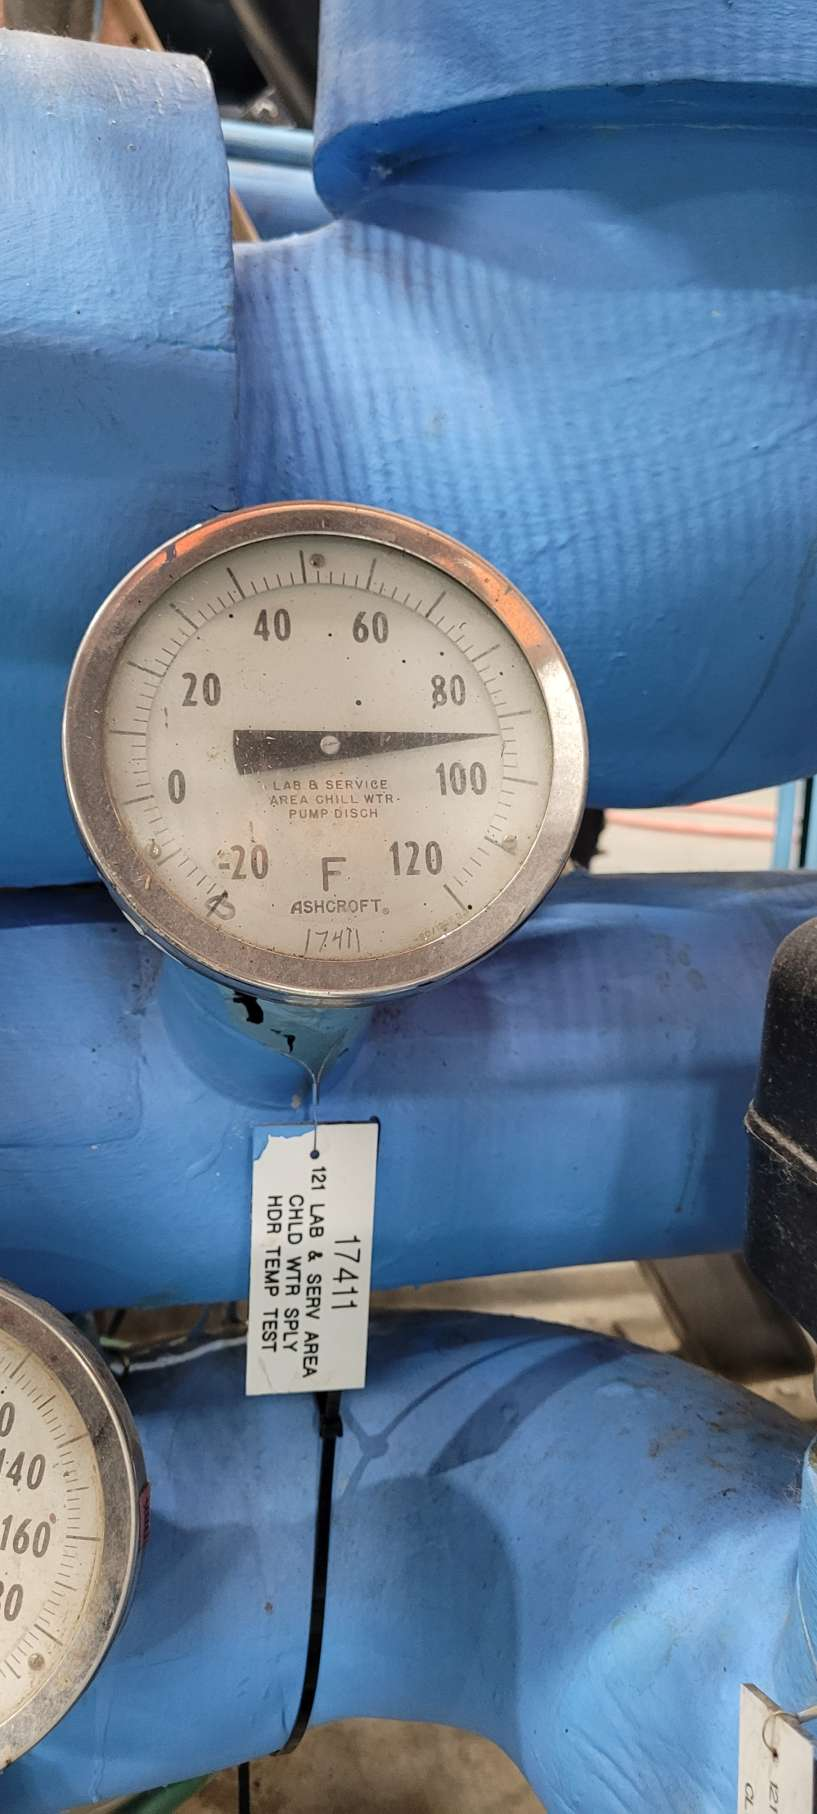 40 60
20 80
0 100
-20 120
LAB & SERVICE
AREA CHILL WTR
PUMP DISCH
F
ASHCROFT®
17411
17411
121 LAB & SERV AREA
CHLD WTR SPLY
HDR TEMP TEST
140
160